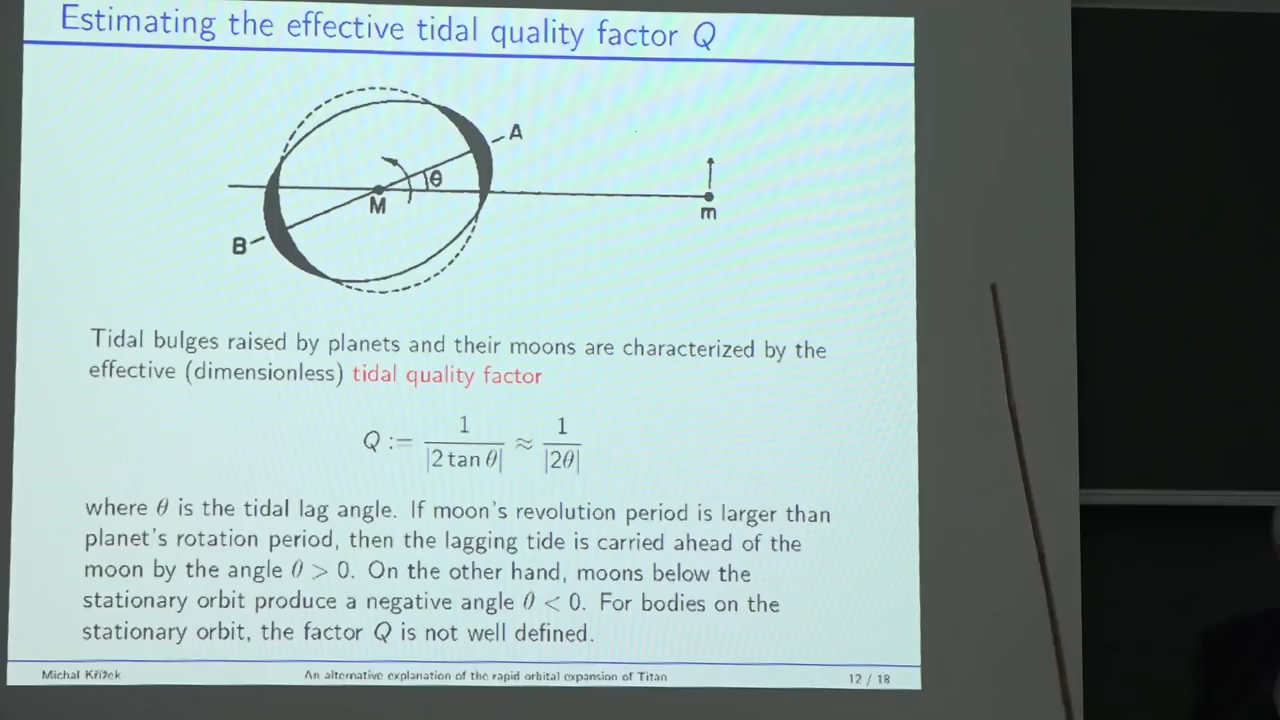 Estimating the effective tidal quality factor Q
A
θ
M
m
B
Tidal bulges raised by planets and their moons are characterized by the
effective (dimensionless) tidal quality factor
Q := 1 / |2 tan θ| ≈ 1 / |2θ|
where θ is the tidal lag angle. If moon's revolution period is larger than
planet's rotation period, then the lagging tide is carried ahead of the
moon by the angle θ > 0. On the other hand, moons below the
stationary orbit produce a negative angle θ < 0. For bodies on the
stationary orbit, the factor Q is not well defined.
Michal Křížek An alternative explanation of the rapid orbital expansion of Titan 12 / 18